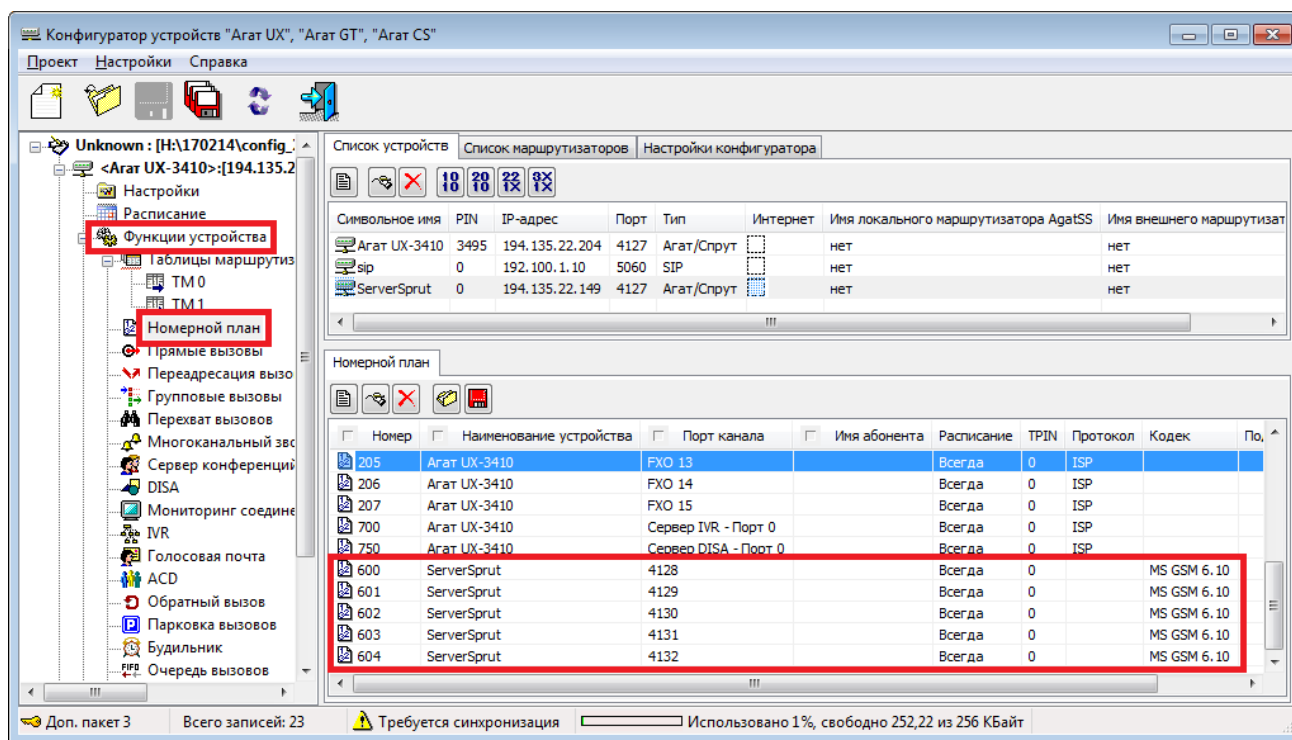 Конфигуратор устройств "Агат UX", "Агат GT", "Агат CS"
Проект Настройки Справка
Unknown : [H:\170214\config_
<Агат UX-3410>:[194.135.2
Настройки
Расписание
Функции устройства
Таблицы маршрутиз
ТМ 0
ТМ 1
Номерной план
Прямые вызовы
Переадресация вызо
Групповые вызовы
Перехват вызовов
Многоканальный зво
Сервер конференций
DISA
Мониторинг соедине
IVR
Голосовая почта
ACD
Обратный вызов
Парковка вызовов
Будильник
Очередь вызовов
Список устройств Список маршрутизаторов Настройки конфигуратора
Символьное имя PIN IP-адрес Порт Тип Интернет Имя локального маршрутизатора AgatSS Имя внешнего маршрутизат
Агат UX-3410 3495 194.135.22.204 4127 Агат/Спрут нет нет
sip 0 192.100.1.10 5060 SIP нет нет
ServerSprut 0 194.135.22.149 4127 Агат/Спрут нет нет
Номерной план
Номер Наименование устройства Порт канала Имя абонента Расписание TPIN Протокол Кодек По,
205 Агат UX-3410 FXO 13 Всегда 0 ISP
206 Агат UX-3410 FXO 14 Всегда 0 ISP
207 Агат UX-3410 FXO 15 Всегда 0 ISP
700 Агат UX-3410 Сервер IVR - Порт 0 Всегда 0 ISP
750 Агат UX-3410 Сервер DISA - Порт 0 Всегда 0 ISP
600 ServerSprut 4128 Всегда 0 MS GSM 6.10
601 ServerSprut 4129 Всегда 0 MS GSM 6.10
602 ServerSprut 4130 Всегда 0 MS GSM 6.10
603 ServerSprut 4131 Всегда 0 MS GSM 6.10
604 ServerSprut 4132 Всегда 0 MS GSM 6.10
Доп. пакет 3 Всего записей: 23 Требуется синхронизация Использовано 1%, свободно 252,22 из 256 КБайт